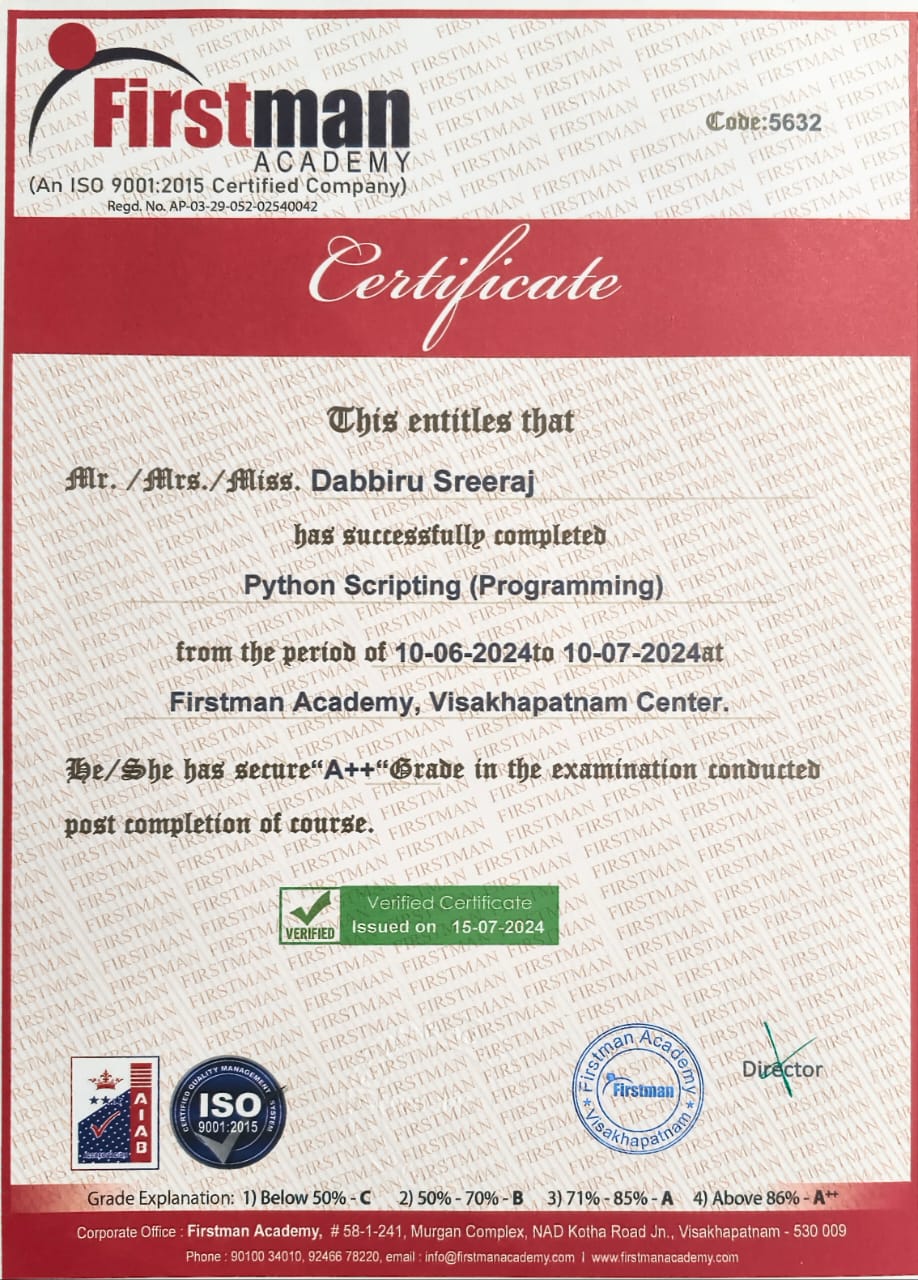 Firstman
ACADEMY
(An ISO 9001:2015 Certified Company)
Regd. No. AP-03-29-052-02540042
Code:5632
Certificate
This entitles that
Mr. /Mrs./Miss. Dabbiru Sreeraj
has successfully completed
Python Scripting (Programming)
from the period of 10-06-2024to 10-07-2024at
Firstman Academy, Visakhapatnam Center.
He/She has secure“A++“Grade in the examination conducted
post completion of course.
VERIFIED
Verified Certificate
Issued on 15-07-2024
AIAB
CERTIFIED QUALITY MANAGEMENT SYSTEM
ISO
9001:2015
Firstman Academy
Firstman
★ Visakhapatnam ★
Director
Grade Explanation: 1) Below 50% - C 2) 50% - 70% - B 3) 71% - 85% - A 4) Above 86% - A++
Corporate Office : Firstman Academy, # 58-1-241, Murgan Complex, NAD Kotha Road Jn., Visakhapatnam - 530 009
Phone : 90100 34010, 92466 78220, email : info@firstmanacademy.com I www.firstmanacademy.com